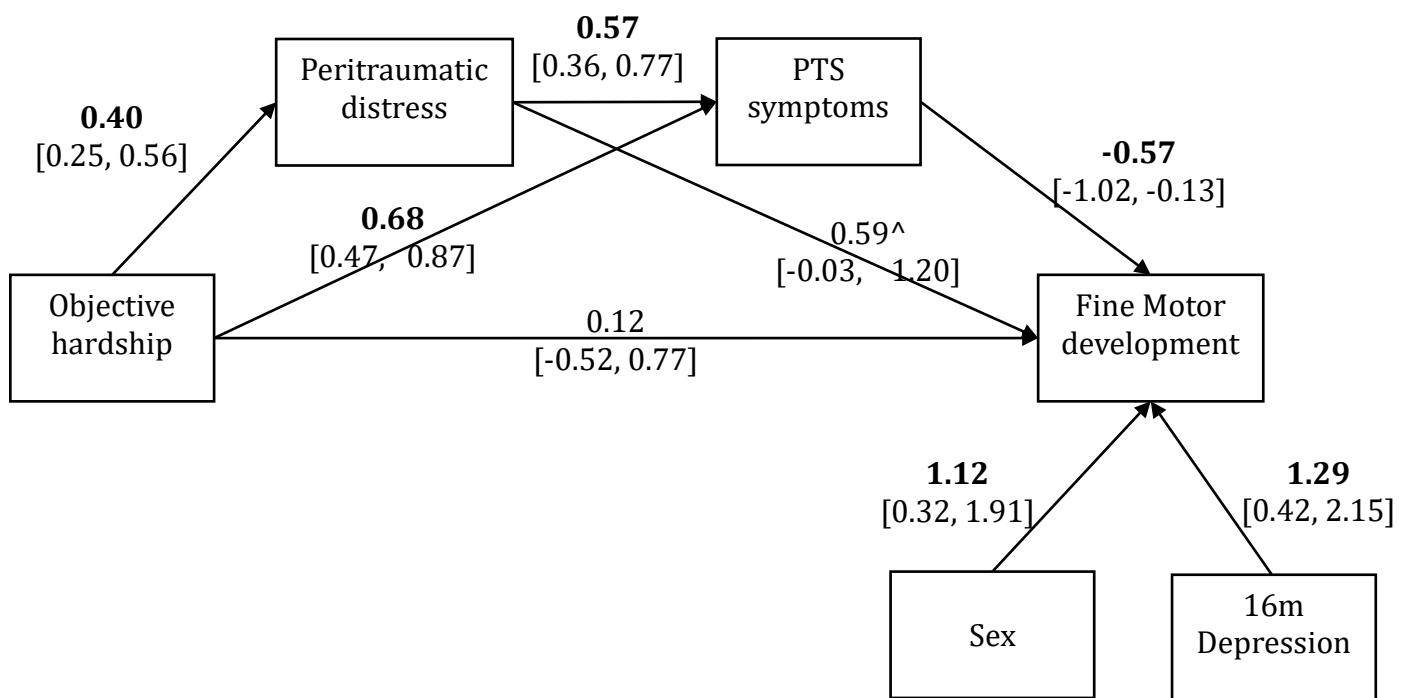 0.57
[0.36, 0.77]
Peritraumatic
distress
PTS
symptoms
0.40
[0.25, 0.56]
-0.57
[-1.02, -0.13]
0.68
[0.47, 0.87]
0.59^
[-0.03, 1.20]
Objective
hardship
0.12
[-0.52, 0.77]
Fine Motor
development
1.12
[0.32, 1.91]
1.29
[0.42, 2.15]
Sex
16m
Depression